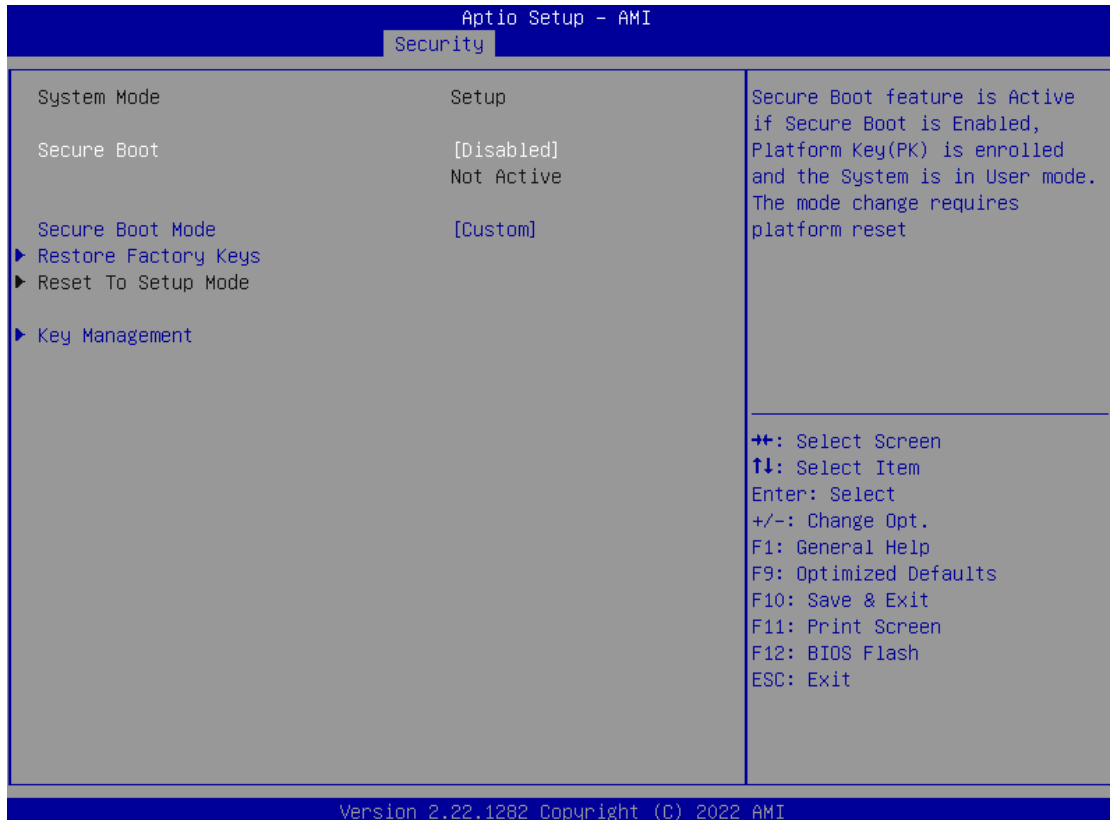 Aptio Setup – AMI
Security
System Mode Setup
Secure Boot [Disabled]
Not Active
Secure Boot Mode [Custom]
▶ Restore Factory Keys
▶ Reset To Setup Mode
▶ Key Management
Secure Boot feature is Active
if Secure Boot is Enabled,
Platform Key(PK) is enrolled
and the System is in User mode.
The mode change requires
platform reset
→←: Select Screen
↑↓: Select Item
Enter: Select
+/-: Change Opt.
F1: General Help
F9: Optimized Defaults
F10: Save & Exit
F11: Print Screen
F12: BIOS Flash
ESC: Exit
Version 2.22.1282 Copyright (C) 2022 AMI